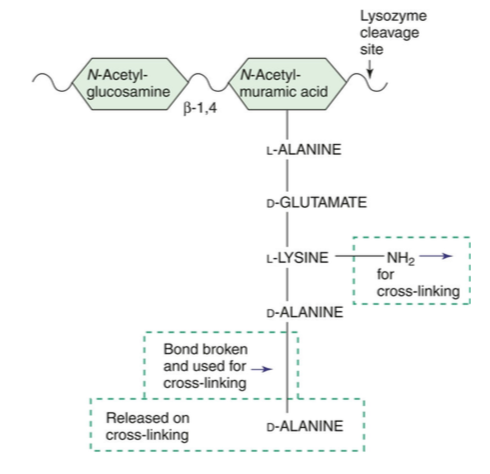 Lysozyme
cleavage
site
N-Acetyl-
glucosamine
N-Acetyl-
muramic acid
β-1,4
L-ALANINE
D-GLUTAMATE
L-LYSINE
NH₂
for
cross-linking
D-ALANINE
Bond broken
and used for
cross-linking
Released on
cross-linking
D-ALANINE